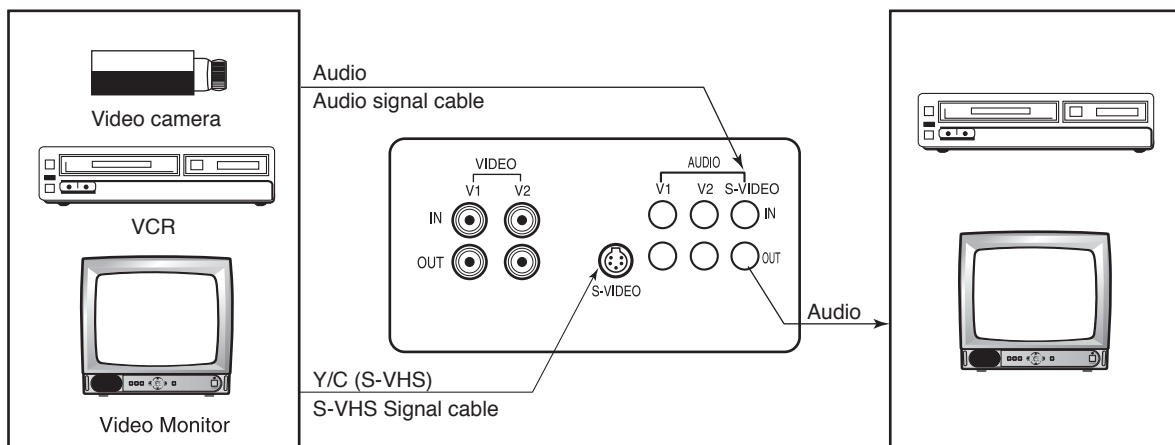 Video camera
VCR
Video Monitor
Audio
Audio signal cable
VIDEO
V1 V2
IN
OUT
S-VIDEO
AUDIO
V1 V2 S-VIDEO
IN
OUT
Y/C (S-VHS)
S-VHS Signal cable
Audio